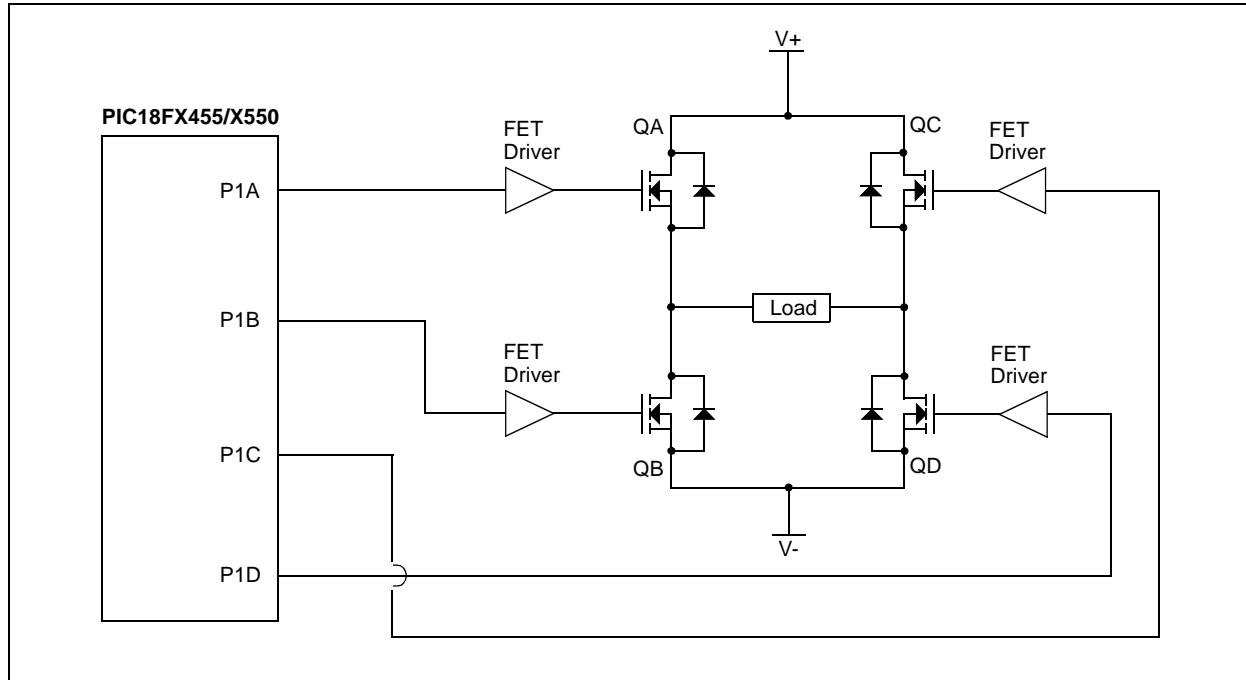 V+
PIC18FX455/X550
FET
Driver
QA
QC
FET
Driver
P1A
P1B
Load
FET
Driver
FET
Driver
P1C
QB
QD
V-
P1D